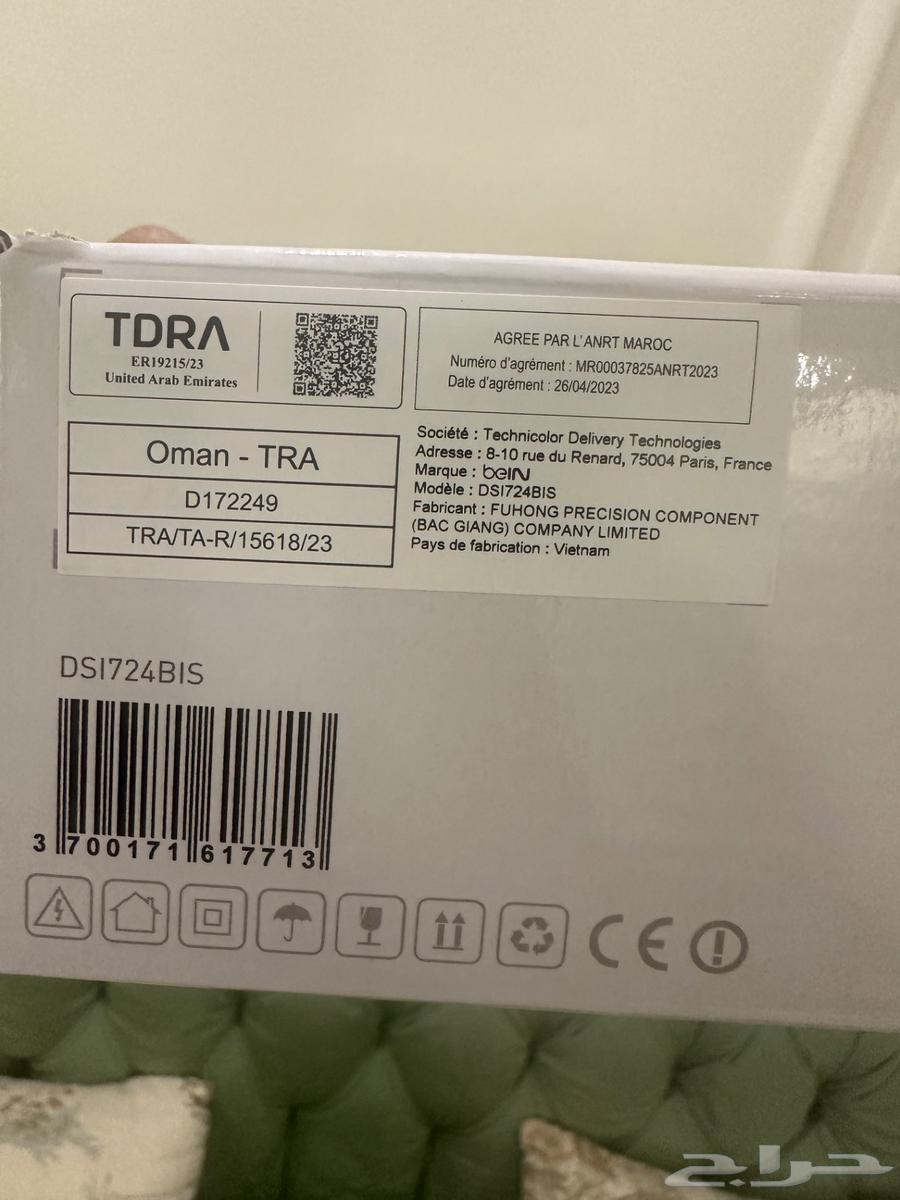 TDRA
ER19215/23
United Arab Emirates
AGREE PAR L'ANRT MAROC
Numéro d'agrément : MR00037825ANRT2023
Date d'agrément : 26/04/2023
Oman - TRA
D172249
TRA/TA-R/15618/23
Société : Technicolor Delivery Technologies
Adresse : 8-10 rue du Renard, 75004 Paris, France
Marque : beIN
Modèle : DSI724BIS
Fabricant : FUHONG PRECISION COMPONENT
(BAC GIANG) COMPANY LIMITED
Pays de fabrication : Vietnam
DSI724BIS
3 700171 617713
CE
حراج